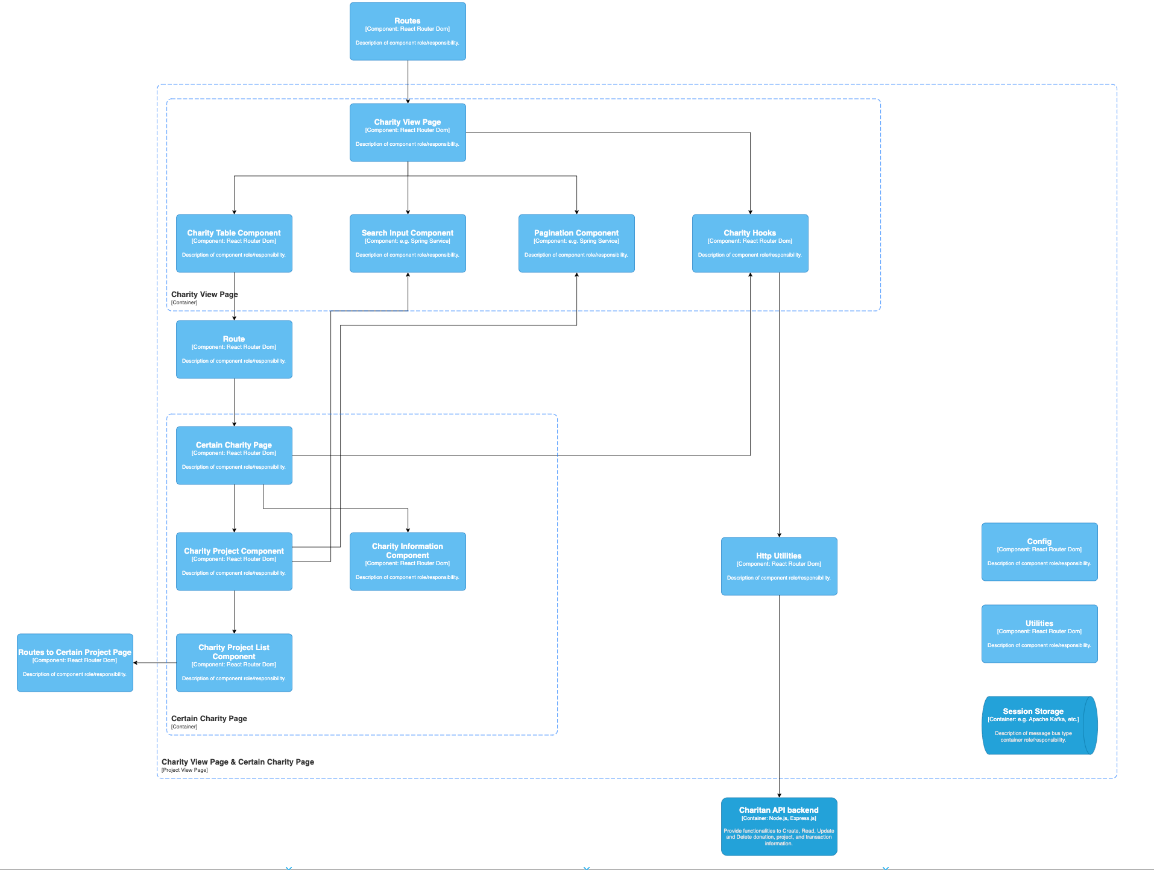 Routes
[Component: React Router Dom]
Description of component role/responsibility.
Charity View Page
[Component: React Router Dom]
Description of component role/responsibility.
Charity Table Component
[Component: React Router Dom]
Description of component role/responsibility.
Search Input Component
[Component: e.g. Spring Service]
Description of component role/responsibility.
Pagination Component
[Component: e.g. Spring Service]
Description of component role/responsibility.
Charity Hooks
[Component: React Router Dom]
Description of component role/responsibility.
Charity View Page
[Container]
Route
[Component: React Router Dom]
Description of component role/responsibility.
Certain Charity Page
[Component: React Router Dom]
Description of component role/responsibility.
Charity Project Component
[Component: React Router Dom]
Description of component role/responsibility.
Charity Information
Component
[Component: React Router Dom]
Description of component role/responsibility.
Http Utilities
[Component: React Router Dom]
Description of component role/responsibility.
Config
[Component: React Router Dom]
Description of component role/responsibility.
Utilities
[Component: React Router Dom]
Description of component role/responsibility.
Routes to Certain Project Page
[Component: React Router Dom]
Description of component role/responsibility.
Charity Project List
Component
[Component: React Router Dom]
Description of component role/responsibility.
Session Storage
[Container: e.g. Apache Kafka, etc.]
Description of message bus type
container role/responsibility.
Certain Charity Page
[Container]
Charity View Page & Certain Charity Page
[Project View Page]
Charitan API backend
[Container: Node.js, Express.js]
Provide functionalities to Create, Read, Update
and Delete donation, project, and transaction
information.